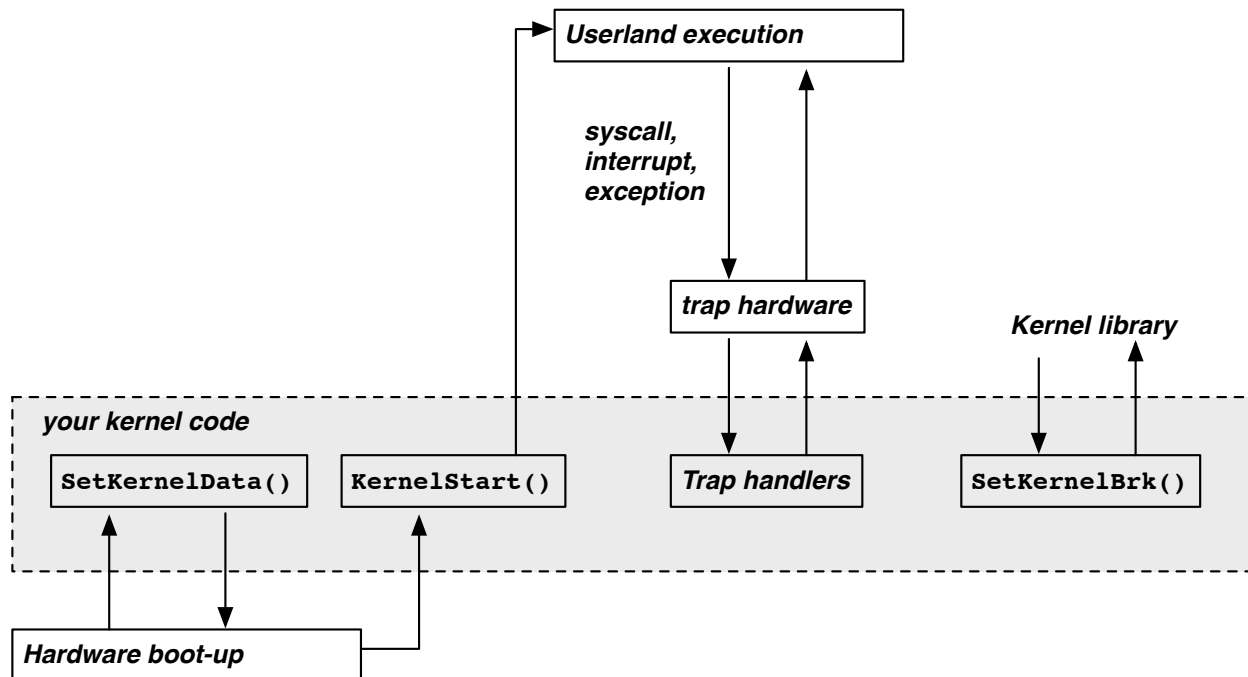 Userland execution
syscall,
interrupt,
exception
trap hardware
Kernel library
your kernel code
SetKernelData()
KernelStart()
Trap handlers
SetKernelBrk()
Hardware boot-up